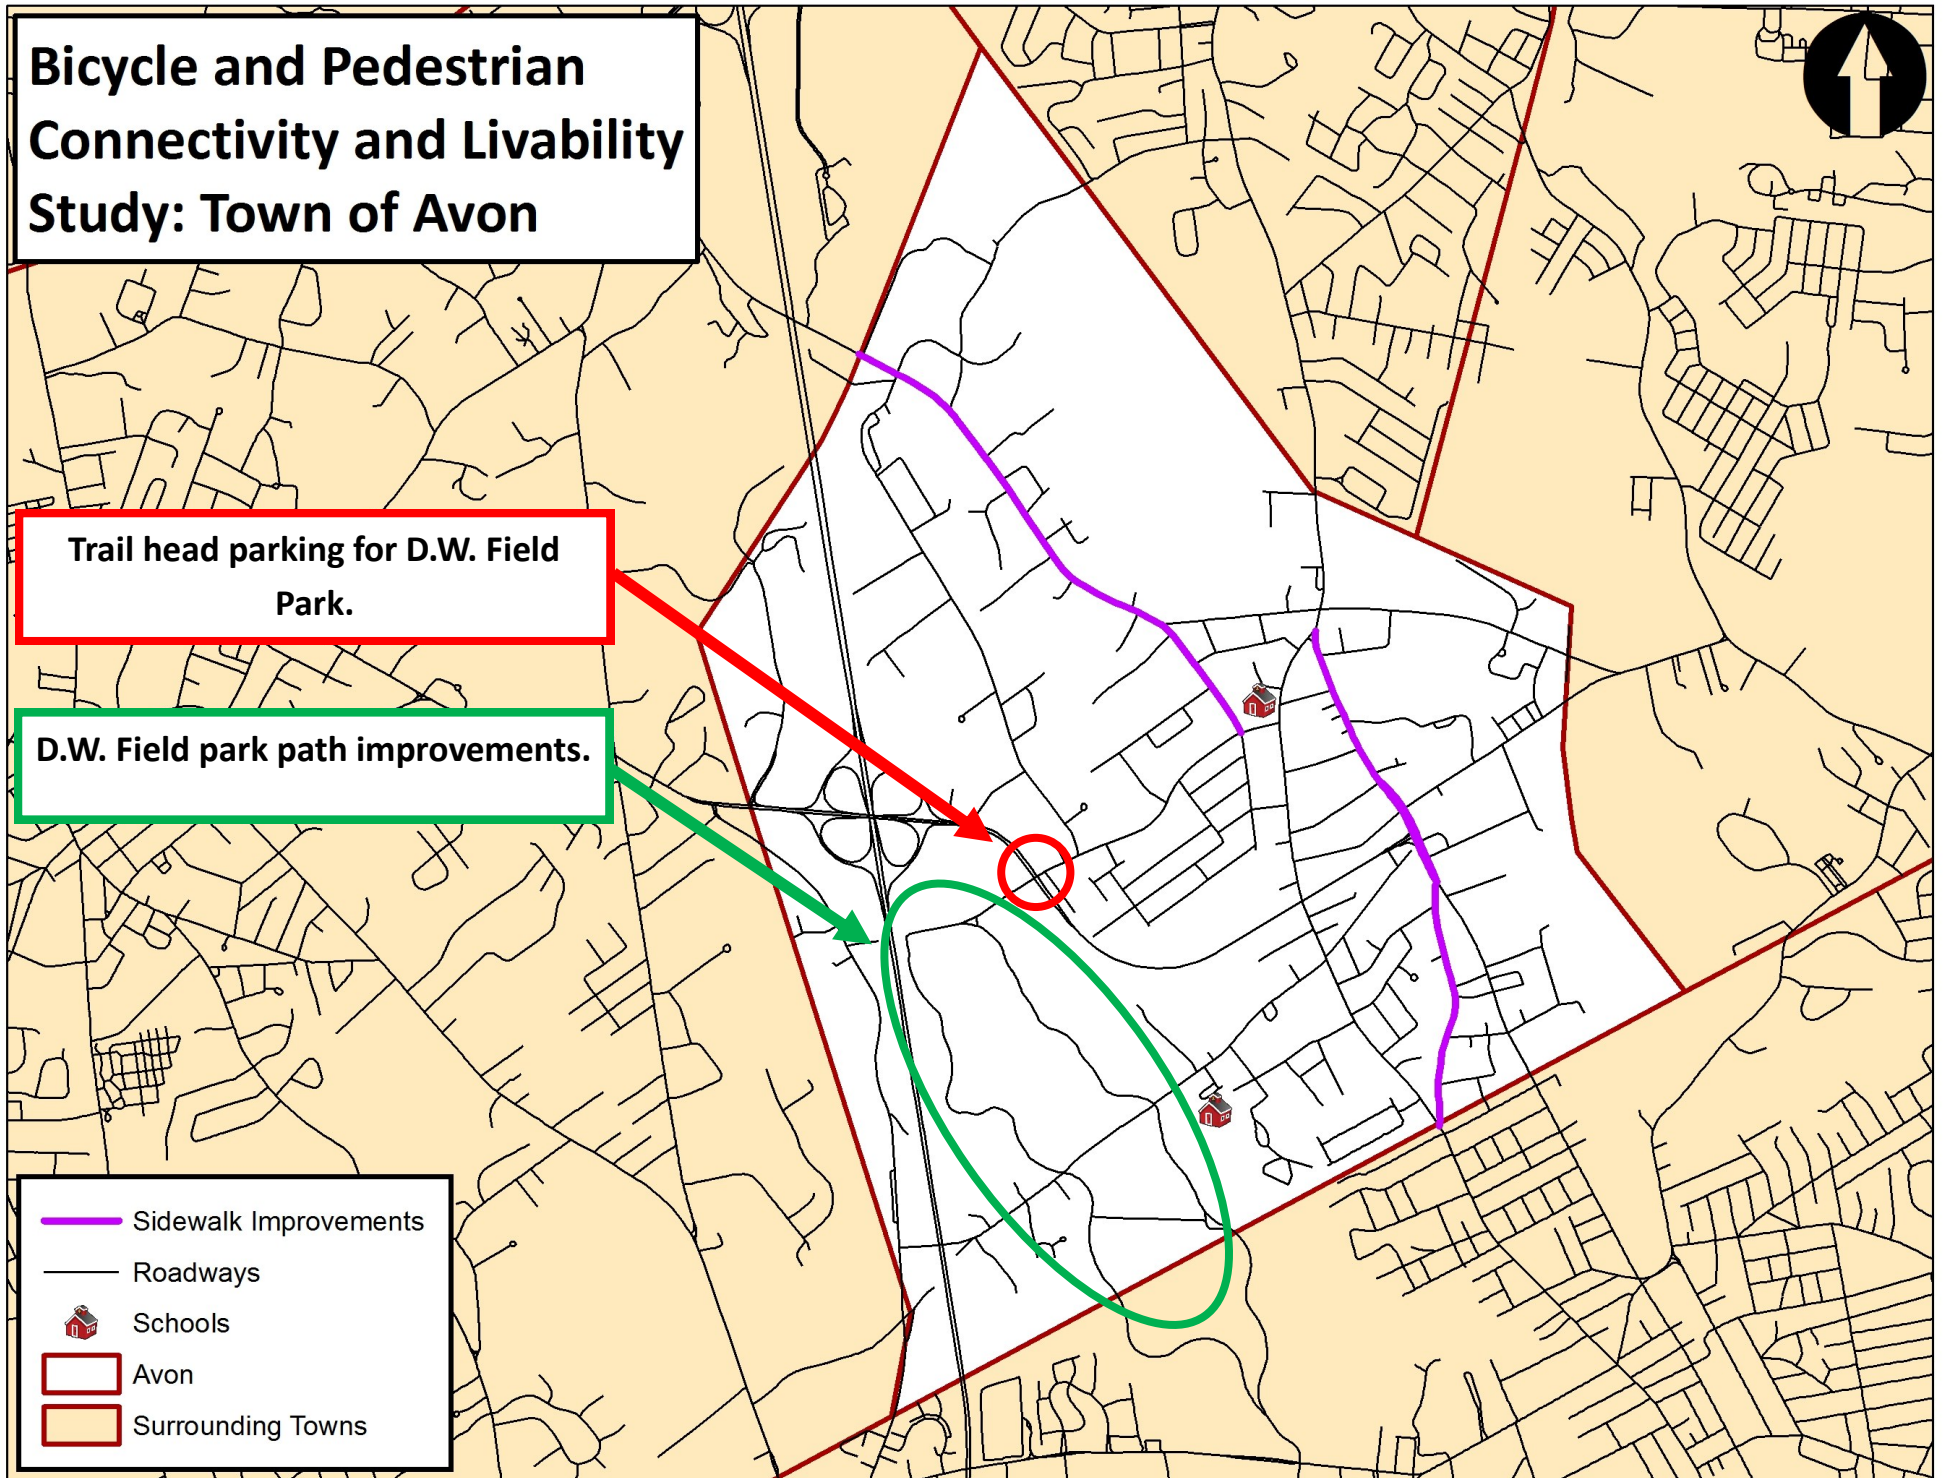 Bicycle and Pedestrian
Connectivity and Livability
Study: Town of Avon
Trail head parking for D.W. Field
Park.
D.W. Field park path improvements.
Sidewalk Improvements
Roadways
Schools
Avon
Surrounding Towns